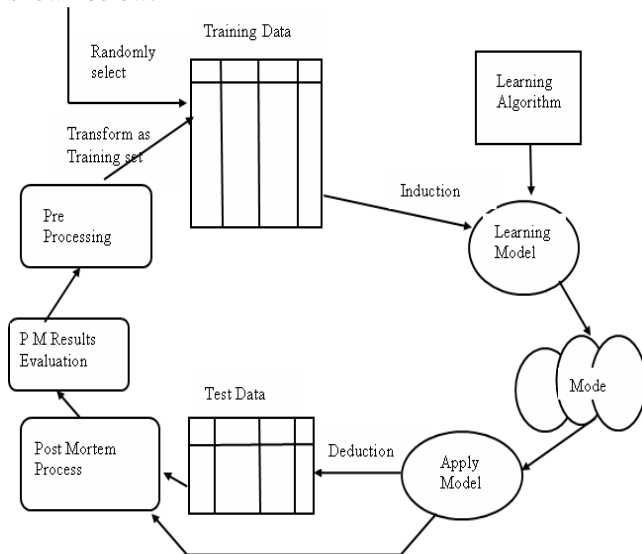 Training Data
Randomly
select
Learning
Algorithm
Transform as
Training set
Induction
Pre
Processing
Learning
Model
P M Results
Evaluation
Mode
Test Data
Post Mortem
Process
Deduction
Apply
Model